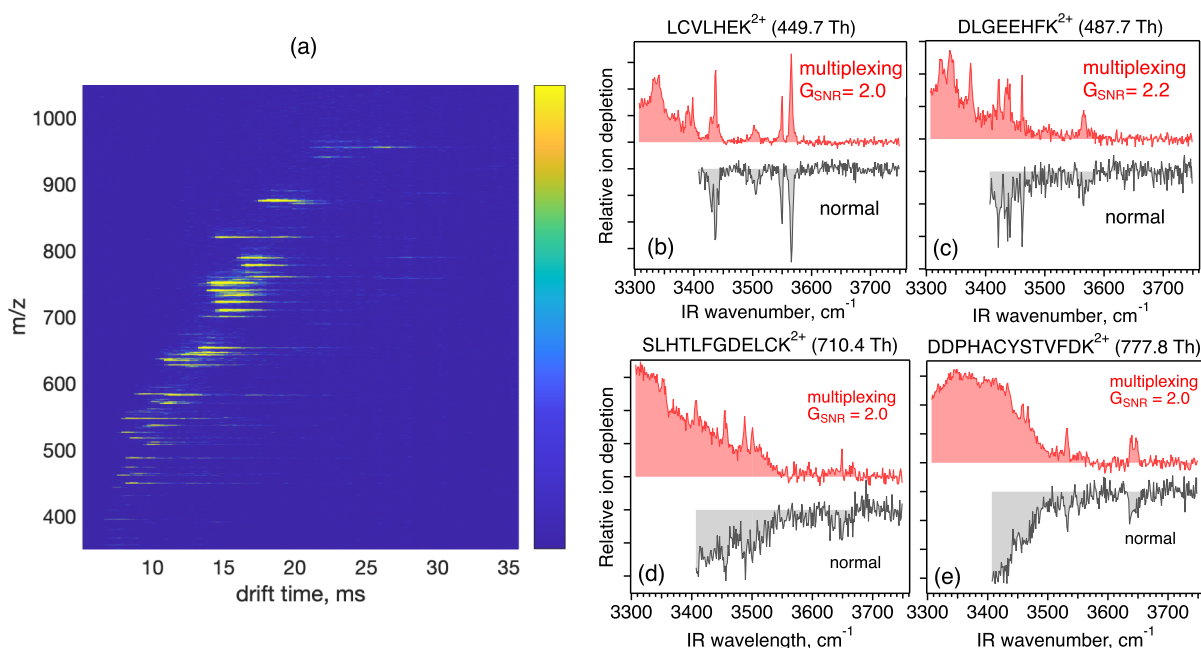 (a)
1000
900
800
700
600
500
400
m/z
10
15
20
25
30
35
drift time, ms
LCVLHEK2+ (449.7 Th)
multiplexing
GSNR= 2.0
normal
(b)
Relative ion depletion
3300 3400 3500 3600 3700
IR wavenumber, cm-1
DLGEEHFK2+ (487.7 Th)
multiplexing
GSNR= 2.2
normal
(c)
3300 3400 3500 3600 3700
IR wavenumber, cm-1
SLHTLFGDELCK2+ (710.4 Th)
multiplexing
GSNR = 2.0
normal
(d)
Relative ion depletion
3300 3400 3500 3600 3700
IR wavelength, cm-1
DDPHACYSTVFDK2+ (777.8 Th)
multiplexing
GSNR = 2.0
normal
(e)
3300 3400 3500 3600 3700
IR wavenumber, cm-1